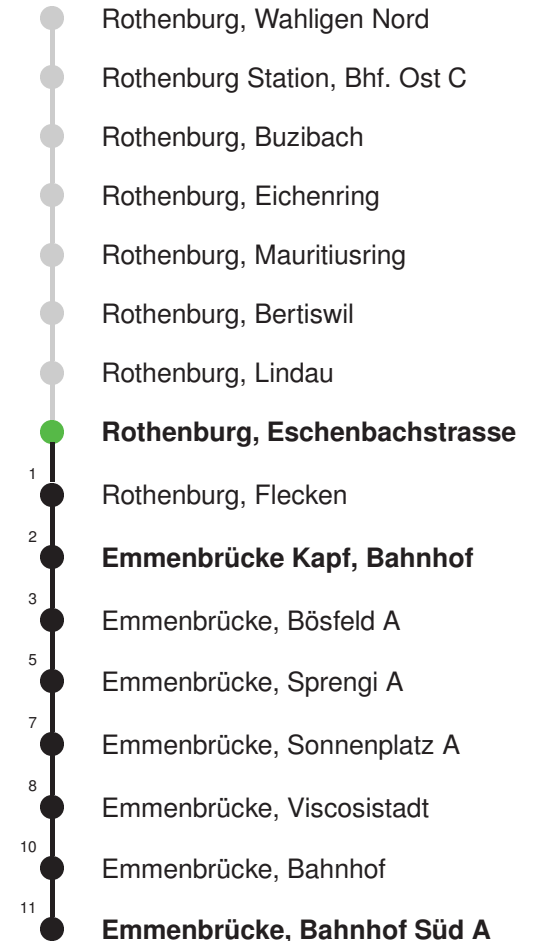 Rothenburg, Wahligen Nord
Rothenburg Station, Bhf. Ost C
Rothenburg, Buzibach
Rothenburg, Eichenring
Rothenburg, Mauritiusring
Rothenburg, Bertiswil
Rothenburg, Lindau
Rothenburg, Eschenbachstrasse
1 Rothenburg, Flecken
2 Emmenbrücke Kapf, Bahnhof
3 Emmenbrücke, Bösfeld A
5 Emmenbrücke, Sprengi A
7 Emmenbrücke, Sonnenplatz A
8 Emmenbrücke, Viscosistadt
10 Emmenbrücke, Bahnhof
11 Emmenbrücke, Bahnhof Süd A